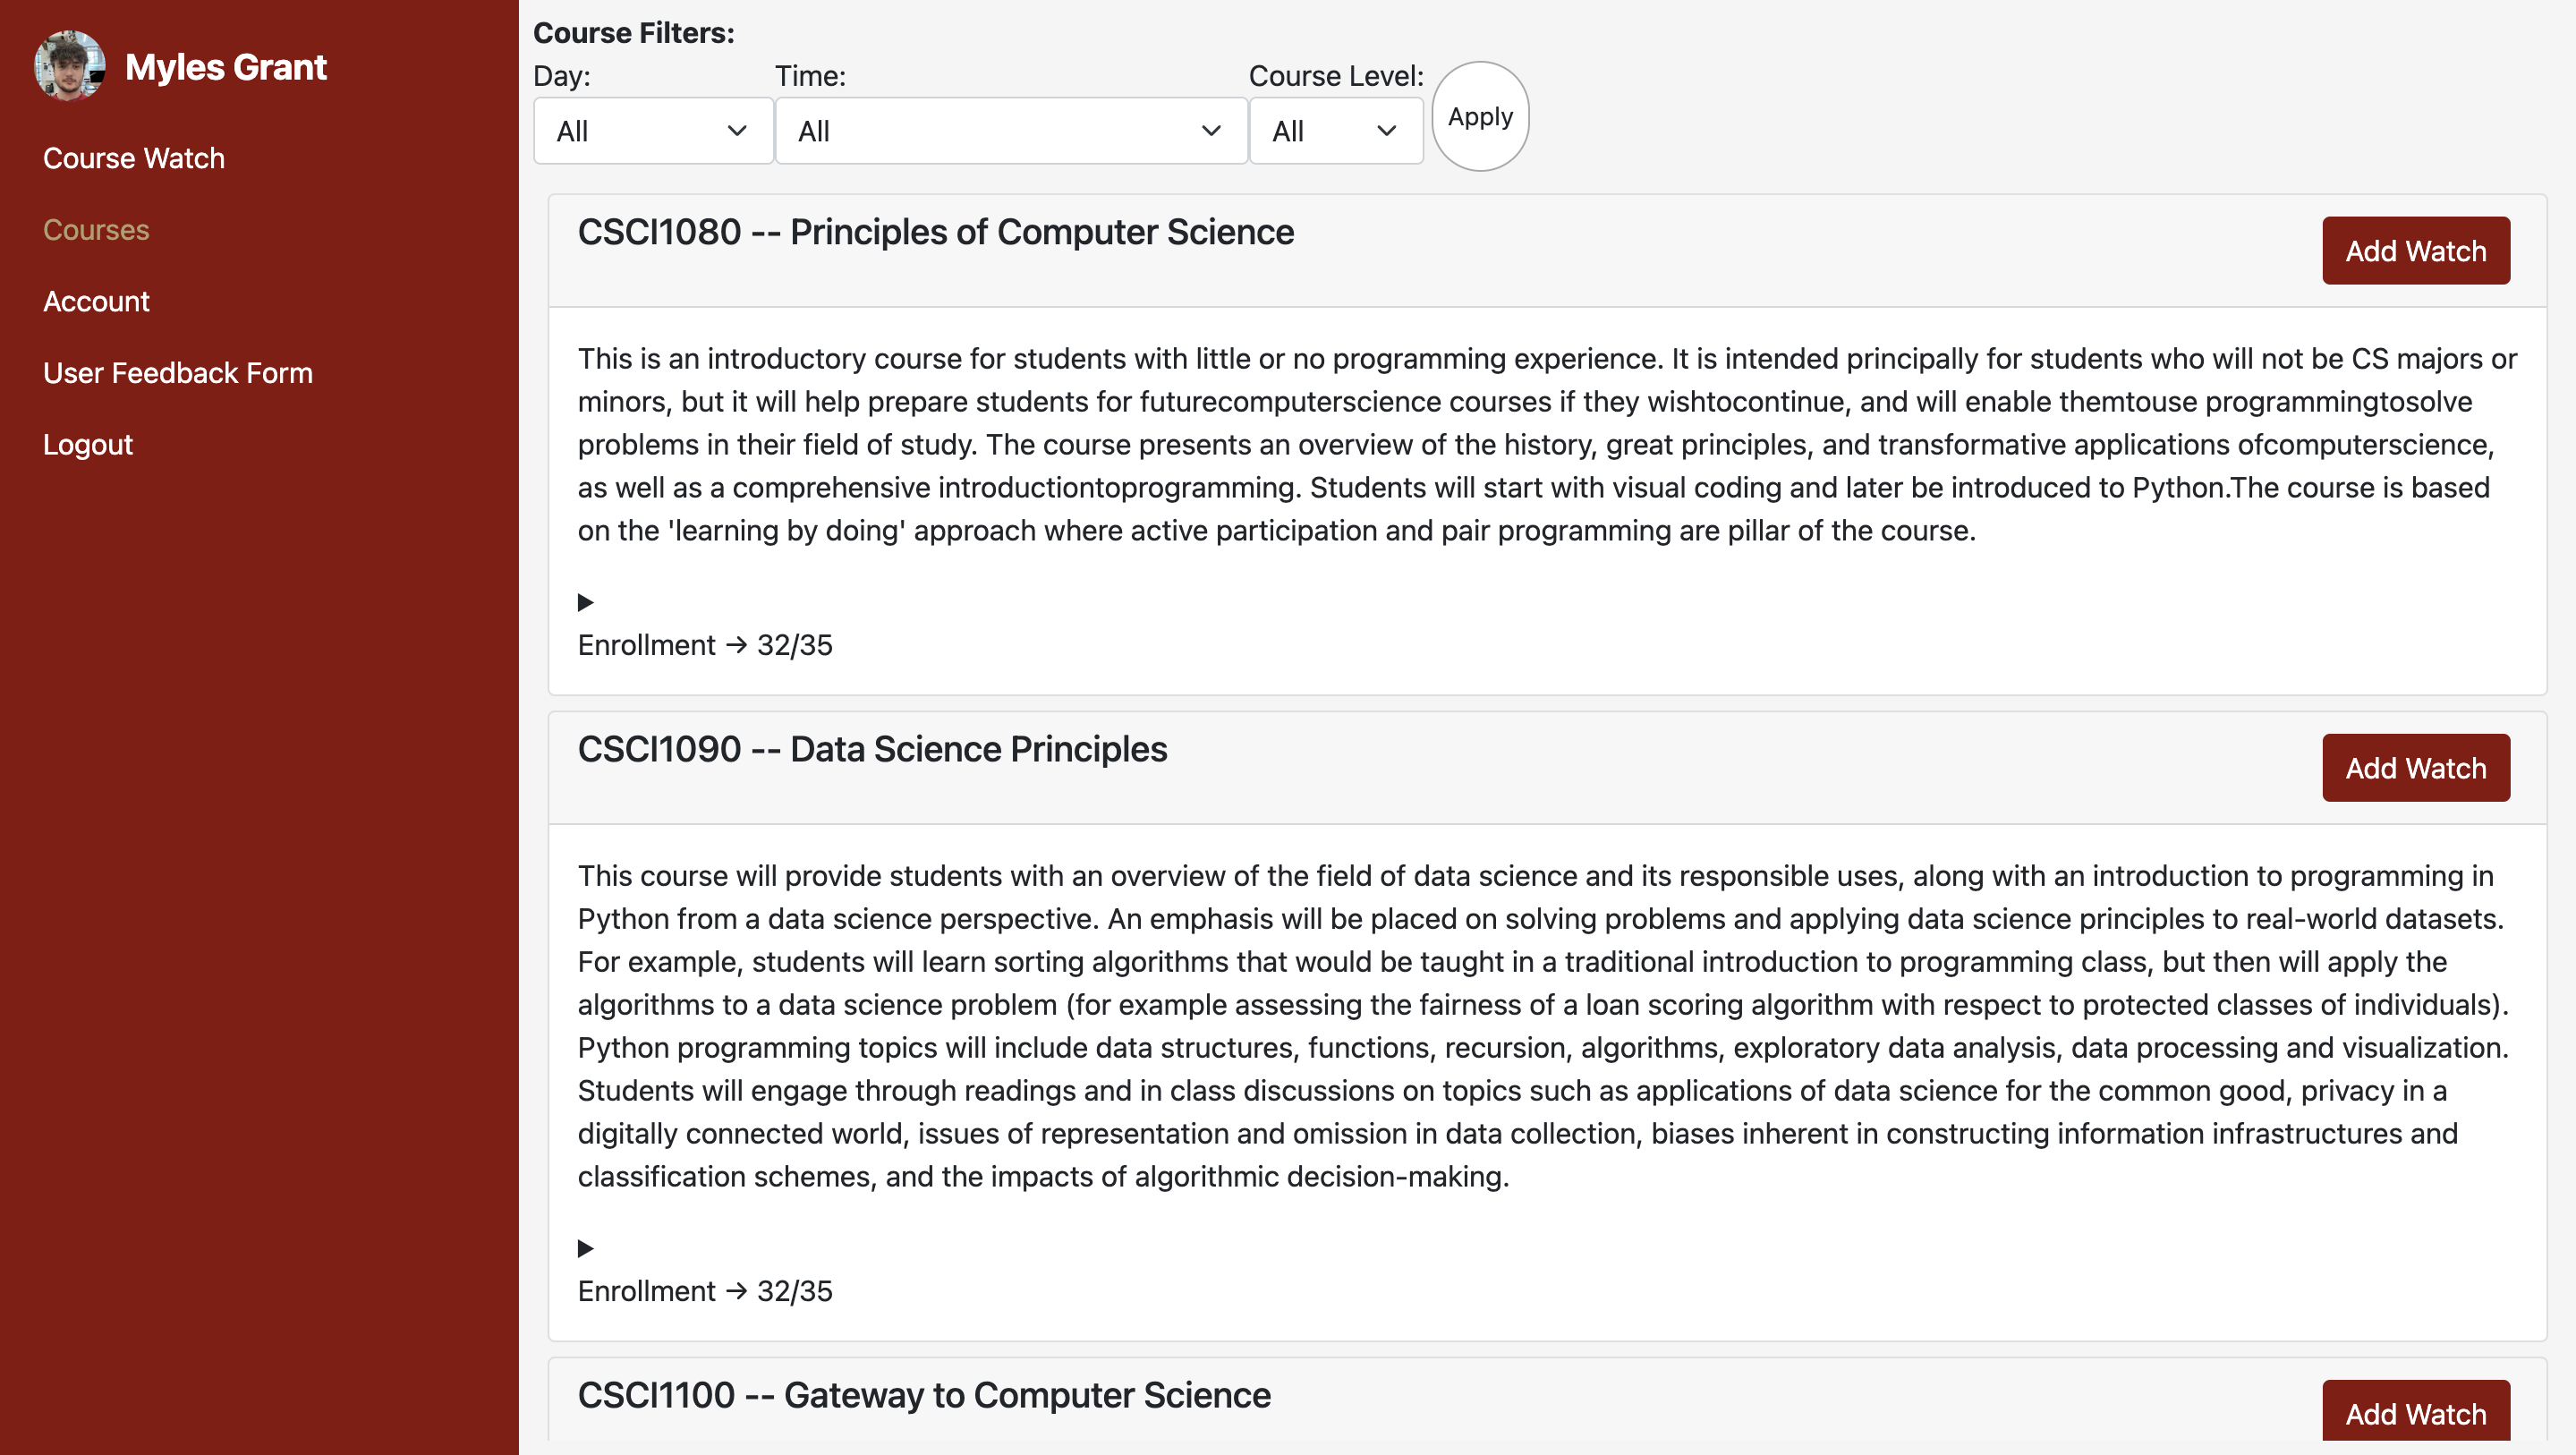 Myles Grant
Course Watch
Courses
Account
User Feedback Form
Logout
Course Filters:
Day: Time: Course Level:
All All All Apply
CSCI1080 -- Principles of Computer Science
Add Watch
This is an introductory course for students with little or no programming experience. It is intended principally for students who will not be CS majors or
minors, but it will help prepare students for futurecomputerscience courses if they wishtocontinue, and will enable themtouse programmingtosolve
problems in their field of study. The course presents an overview of the history, great principles, and transformative applications ofcomputerscience,
as well as a comprehensive introductiontoprogramming. Students will start with visual coding and later be introduced to Python.The course is based
on the 'learning by doing' approach where active participation and pair programming are pillar of the course.
Enrollment → 32/35
CSCI1090 -- Data Science Principles
Add Watch
This course will provide students with an overview of the field of data science and its responsible uses, along with an introduction to programming in
Python from a data science perspective. An emphasis will be placed on solving problems and applying data science principles to real-world datasets.
For example, students will learn sorting algorithms that would be taught in a traditional introduction to programming class, but then will apply the
algorithms to a data science problem (for example assessing the fairness of a loan scoring algorithm with respect to protected classes of individuals).
Python programming topics will include data structures, functions, recursion, algorithms, exploratory data analysis, data processing and visualization.
Students will engage through readings and in class discussions on topics such as applications of data science for the common good, privacy in a
digitally connected world, issues of representation and omission in data collection, biases inherent in constructing information infrastructures and
classification schemes, and the impacts of algorithmic decision-making.
Enrollment → 32/35
CSCI1100 -- Gateway to Computer Science
Add Watch